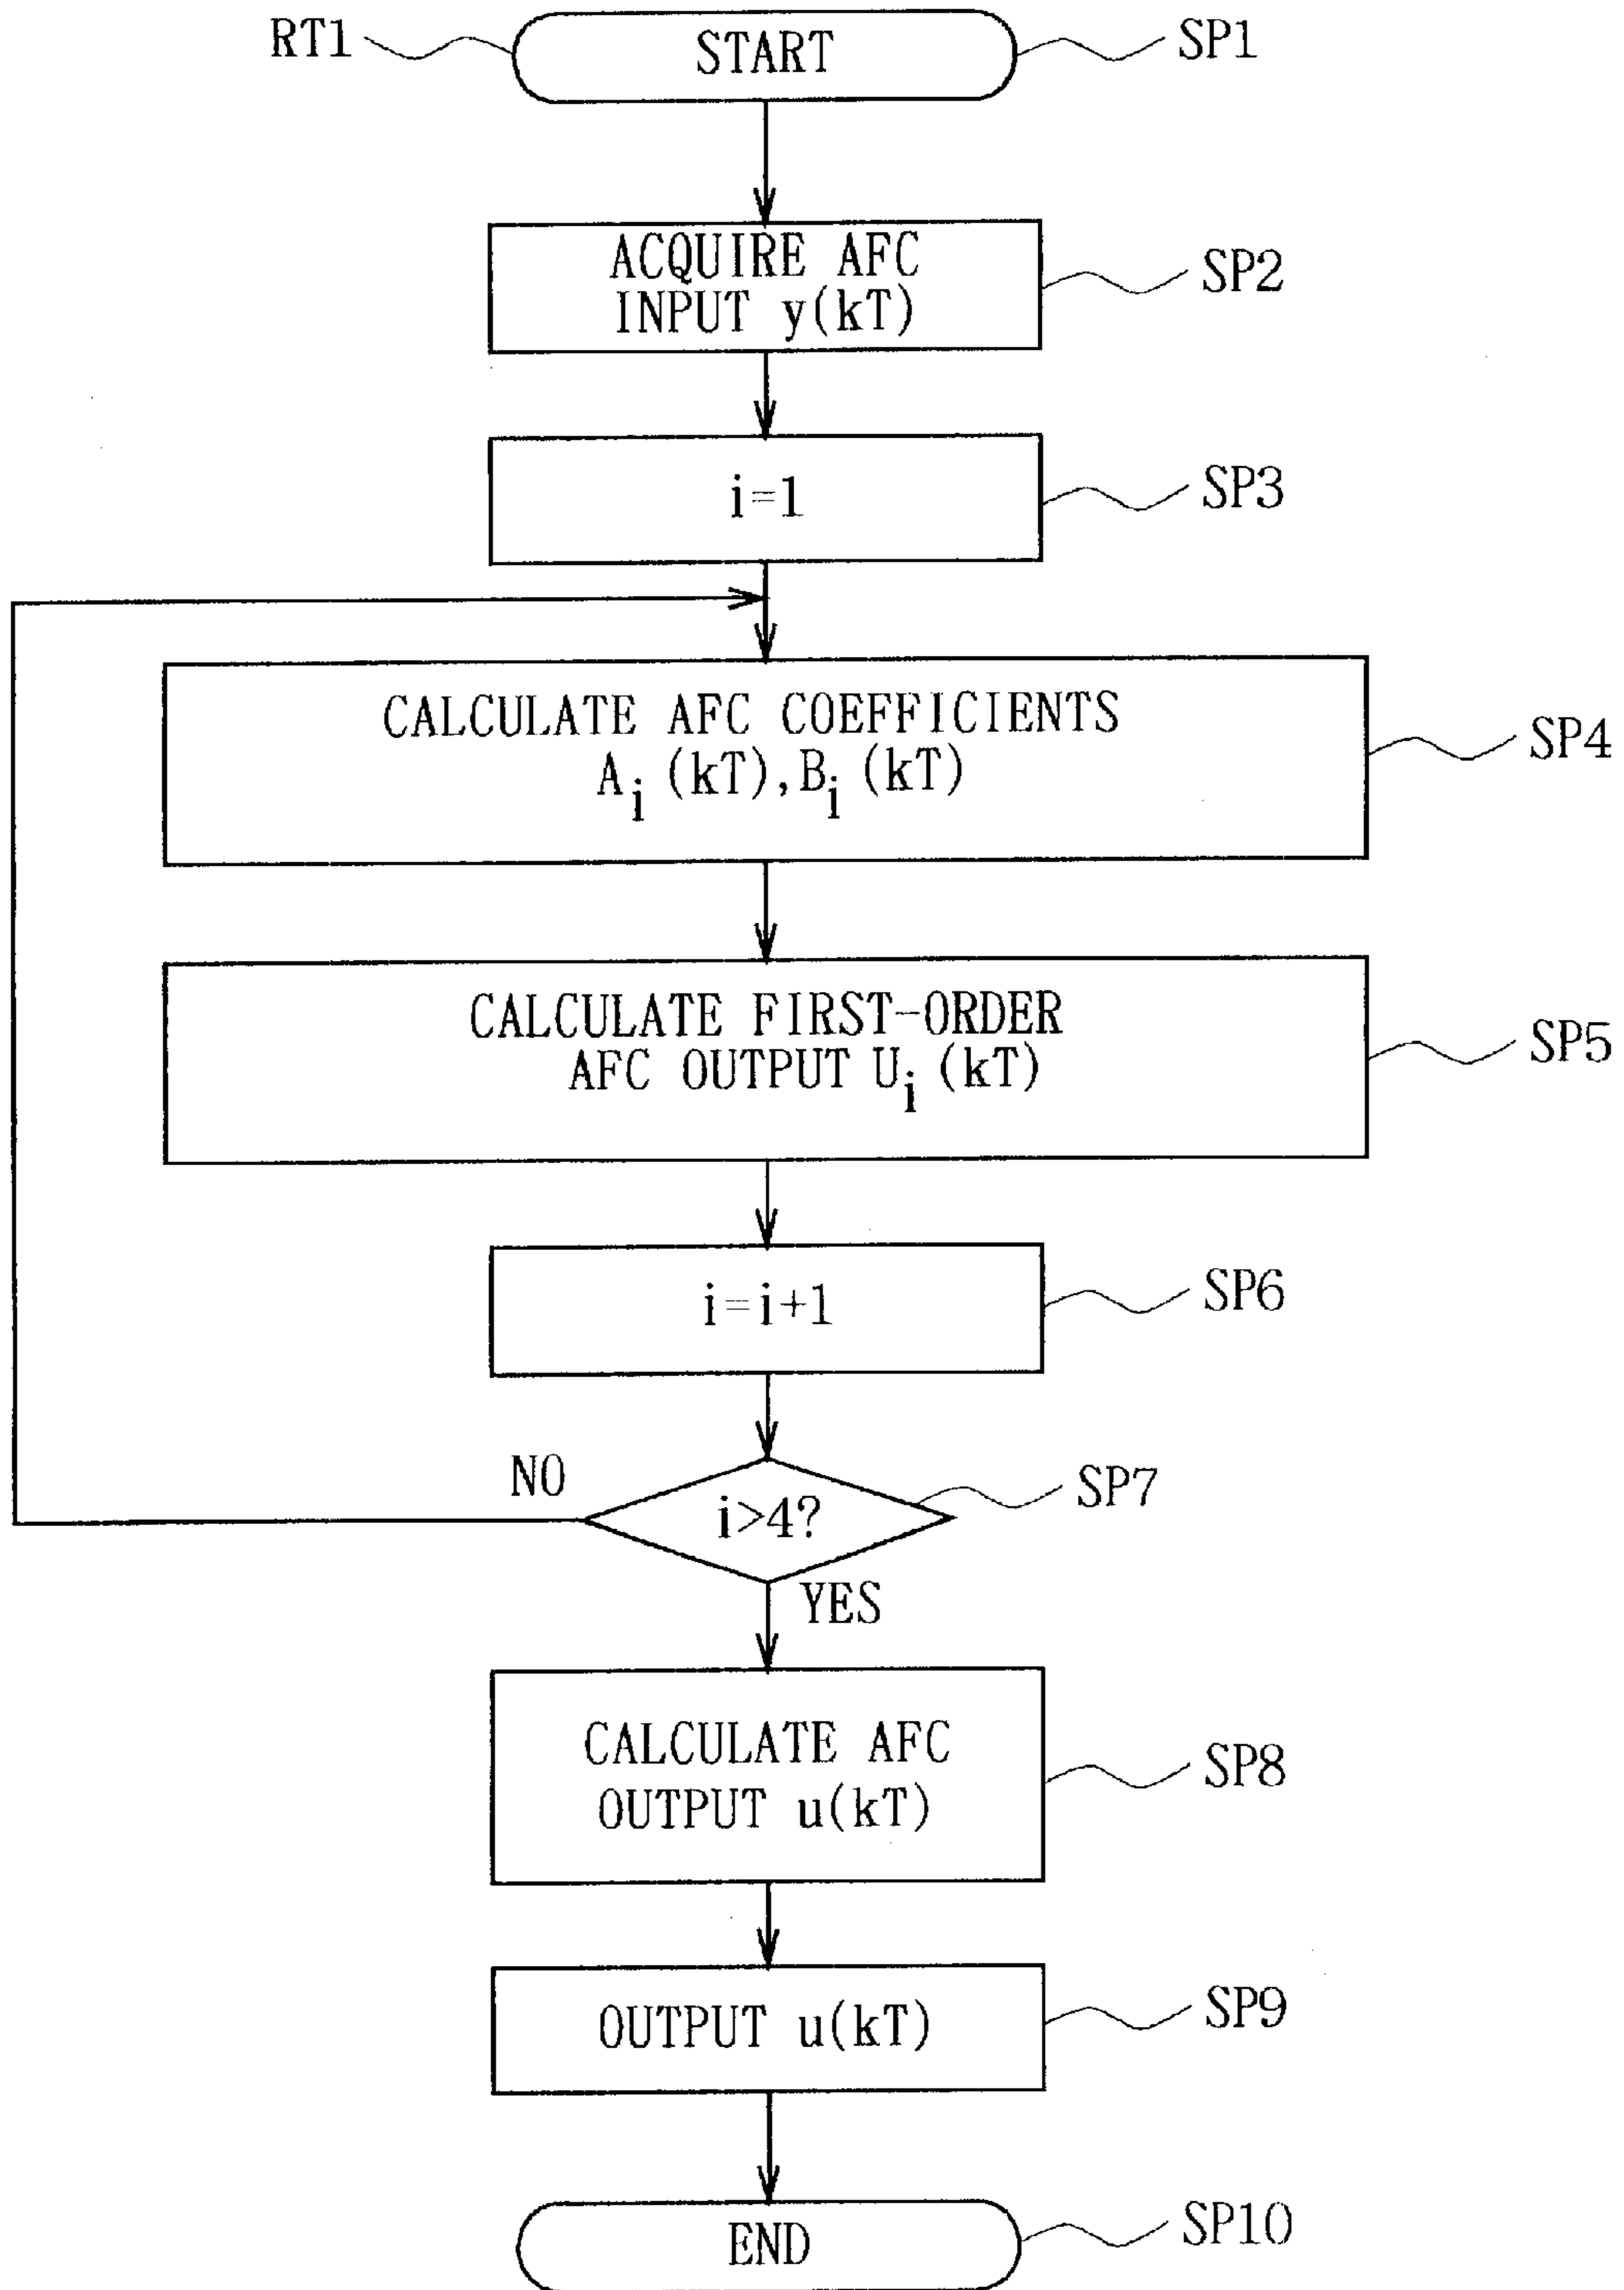 RT1
START
SP1
ACQUIRE AFC
INPUT y(kT)
SP2
i=1
SP3
CALCULATE AFC COEFFICIENTS
Ai (kT), Bi (kT)
SP4
CALCULATE FIRST-ORDER
AFC OUTPUT Ui (kT)
SP5
i=i+1
SP6
NO
i>4?
SP7
YES
CALCULATE AFC
OUTPUT u(kT)
SP8
OUTPUT u(kT)
SP9
END
SP10